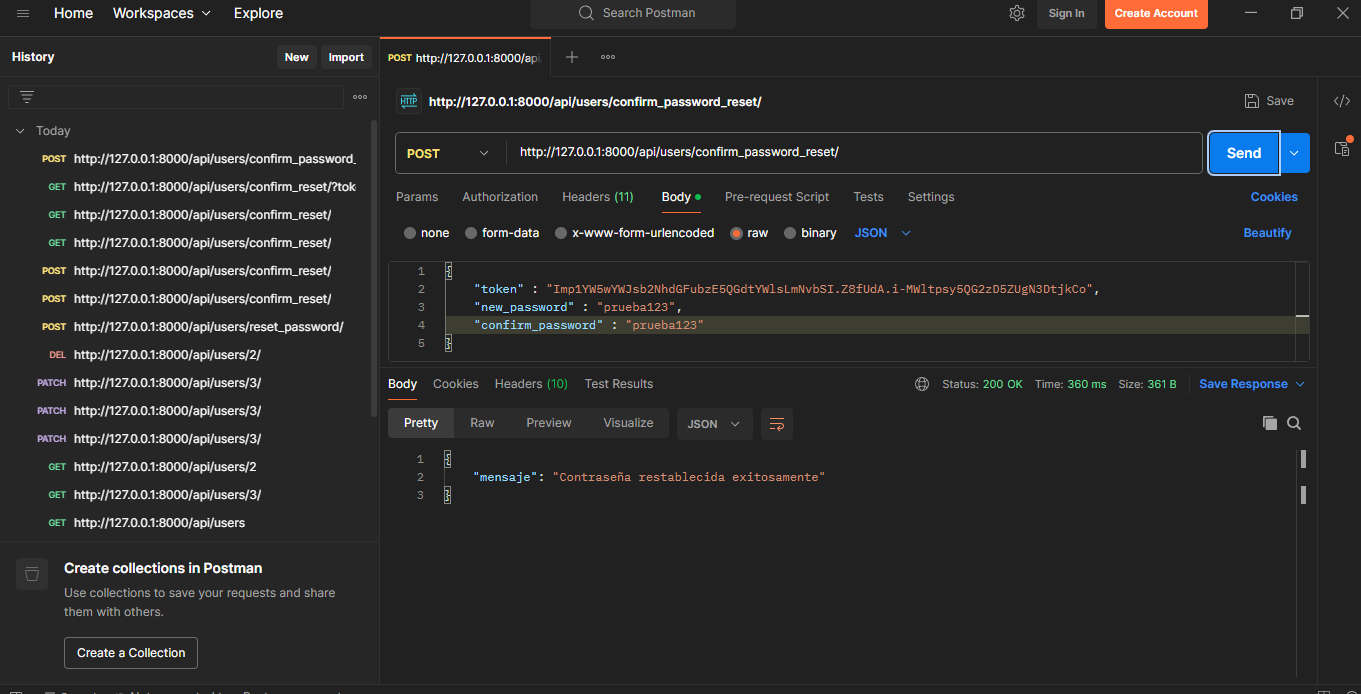 Home Workspaces Explore Search Postman Sign In Create Account
History New Import
POST http://127.0.0.1:8000/api
http://127.0.0.1:8000/api/users/confirm_password_reset/ Save
Today
POST http://127.0.0.1:8000/api/users/confirm_password_
GET http://127.0.0.1:8000/api/users/confirm_reset/?tok
GET http://127.0.0.1:8000/api/users/confirm_reset/
GET http://127.0.0.1:8000/api/users/confirm_reset/
POST http://127.0.0.1:8000/api/users/confirm_reset/
POST http://127.0.0.1:8000/api/users/confirm_reset/
POST http://127.0.0.1:8000/api/users/reset_password/
DEL http://127.0.0.1:8000/api/users/2/
PATCH http://127.0.0.1:8000/api/users/3/
PATCH http://127.0.0.1:8000/api/users/3/
PATCH http://127.0.0.1:8000/api/users/3/
GET http://127.0.0.1:8000/api/users/2
GET http://127.0.0.1:8000/api/users/3/
GET http://127.0.0.1:8000/api/users
Create collections in Postman
Use collections to save your requests and share
them with others.
Create a Collection
POST http://127.0.0.1:8000/api/users/confirm_password_reset/ Send
Params Authorization Headers (11) Body Pre-request Script Tests Settings Cookies
none form-data x-www-form-urlencoded raw binary JSON Beautify
1 {
2 "token" : "Imp1YW5wYWJsb2NhdGFubzE5QGdtYWlsLmNvbSI.Z8fUdA.i-MWltpsy5QG2zD5ZUgN3DtjkCo",
3 "new_password" : "prueba123",
4 "confirm_password" : "prueba123"
5 }
Body Cookies Headers (10) Test Results Status: 200 OK Time: 360 ms Size: 361 B Save Response
Pretty Raw Preview Visualize JSON
1 {
2 "mensaje": "Contraseña restablecida exitosamente"
3 }